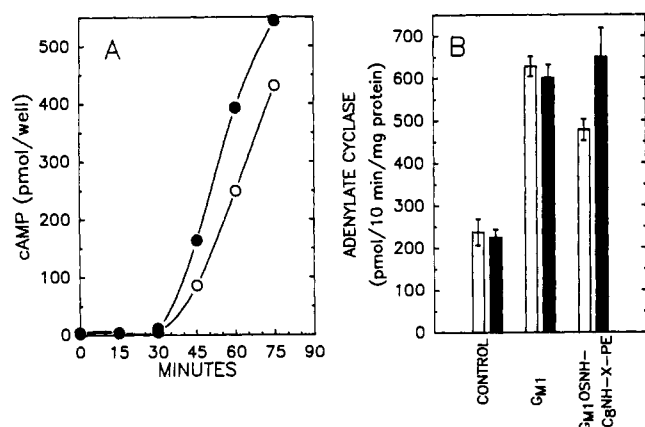 A
cAMP (pmol/well)
550
500
400
300
200
100
0
0 15 30 45 60 75 90
MINUTES
B
ADENYLATE CYCLASE
(pmol/10 min/mg protein)
700
600
500
400
300
200
100
0
CONTROL
GM1
GM1OSNH-
C8NH-X-PE